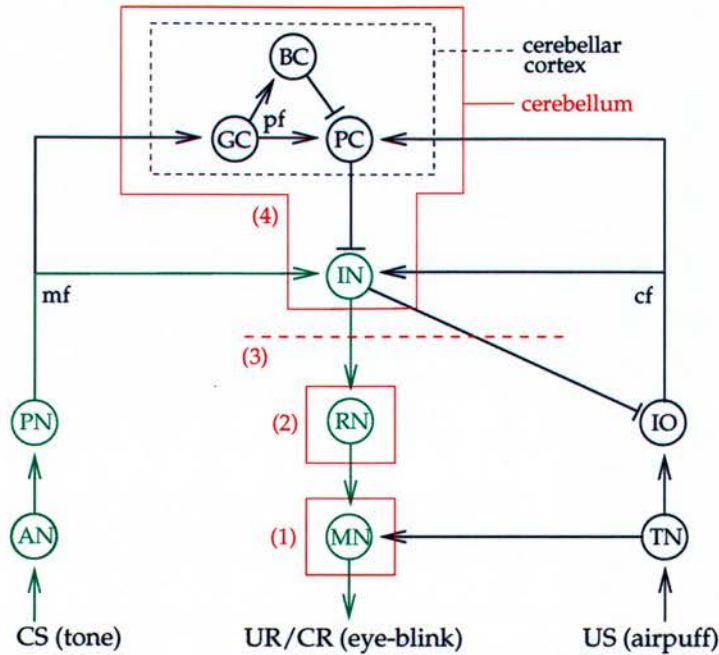 BC
cerebellar
cortex
cerebellum
pf
GC
PC
(4)
IN
mf
cf
(3)
PN
(2)
RN
IO
AN
(1)
MN
TN
CS (tone)
UR/CR (eye-blink)
US (airpuff)